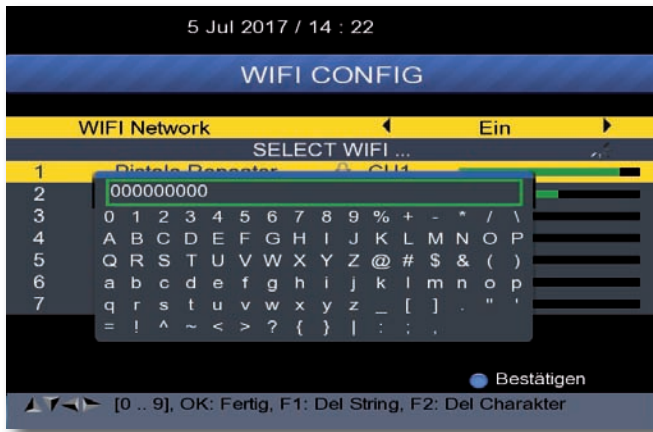 5 Jul 2017 / 14 : 22
WIFI CONFIG
WIFI Network Ein
SELECT WIFI ...
1 Pistole Repeater CH1
2
000000000
3 0 1 2 3 4 5 6 7 8 9 % + - * / \
4 A B C D E F G H I J K L M N O P
5 Q R S T U V W X Y Z @ # $ & ( )
6 a b c d e f g h i j k l m n o p
7 q r s t u v w x y z _ [ ] . " '
= ! ^ ~ < > ? { } | : ; ,
Bestätigen
[0 .. 9], OK: Fertig, F1: Del String, F2: Del Charakter